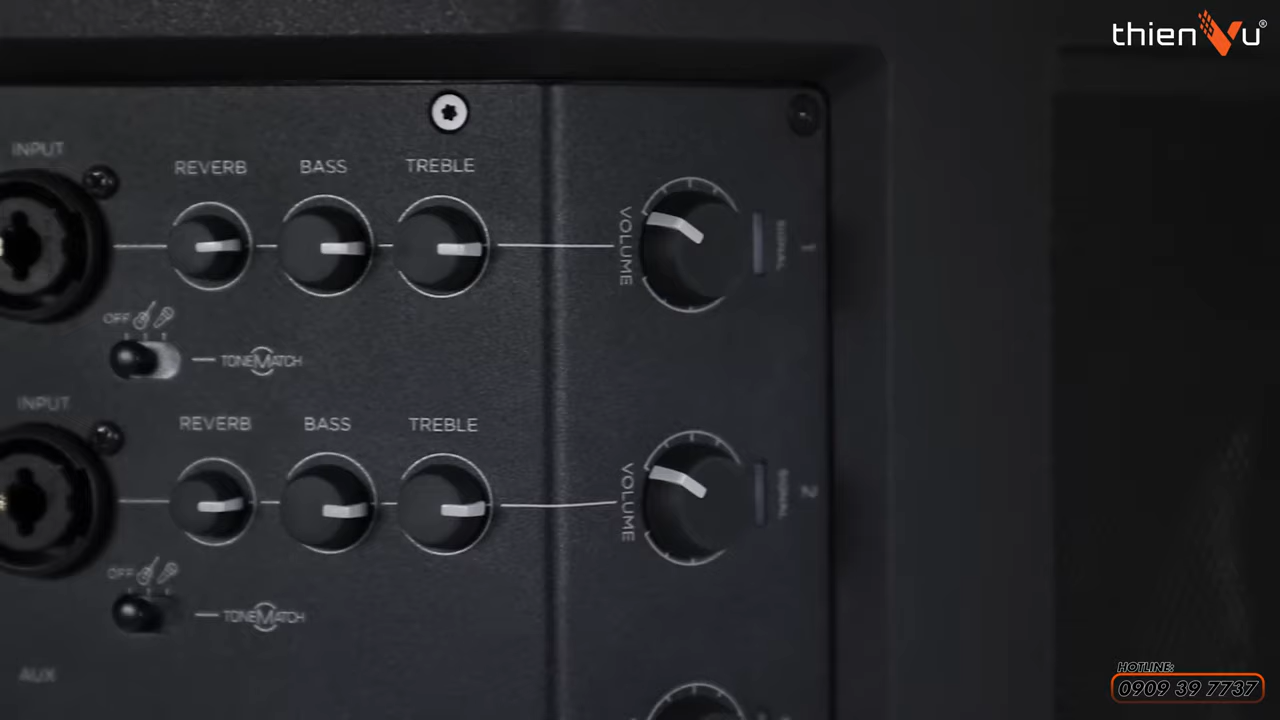 thienVu®
INPUT
REVERB BASS TREBLE
VOLUME
SIGNAL
1
OFF
TONEMATCH
INPUT
REVERB BASS TREBLE
VOLUME
SIGNAL
2
OFF
TONEMATCH
AUX
HOTLINE:
0909 39 7737